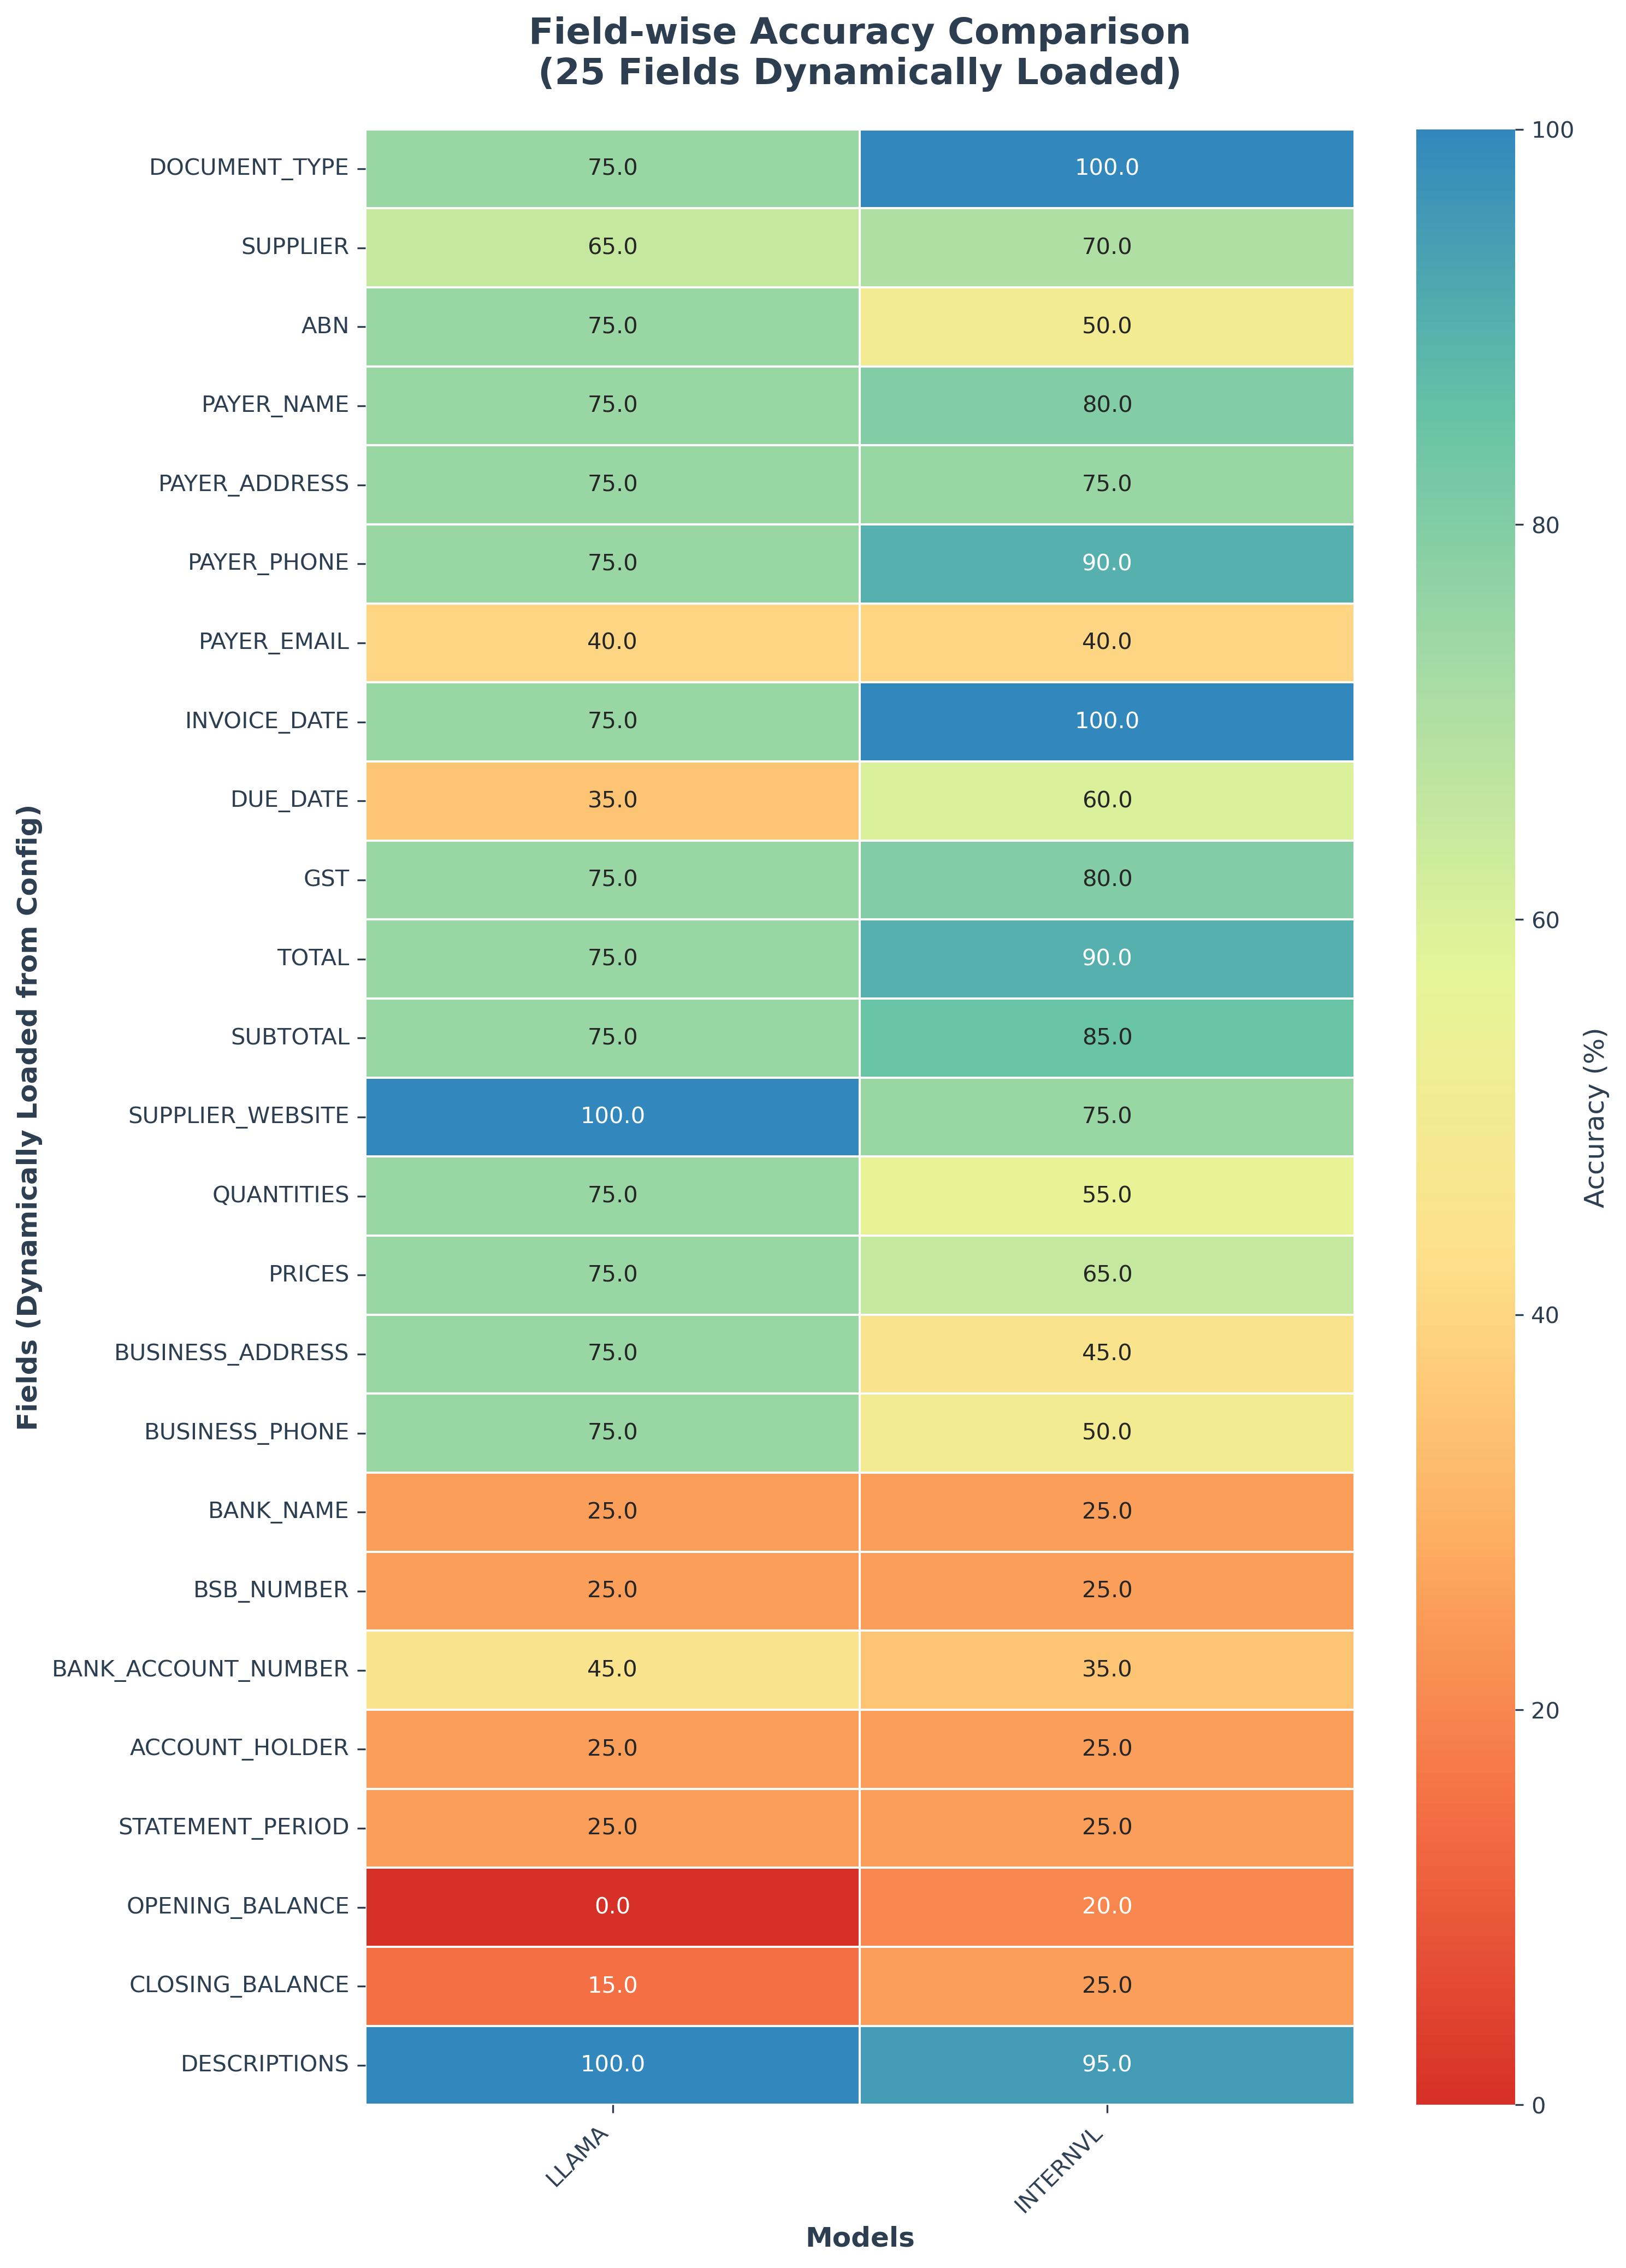 Field-wise Accuracy Comparison
(25 Fields Dynamically Loaded)
Fields (Dynamically Loaded from Config)
DOCUMENT_TYPE 75.0 100.0
SUPPLIER 65.0 70.0
ABN 75.0 50.0
PAYER_NAME 75.0 80.0
PAYER_ADDRESS 75.0 75.0
PAYER_PHONE 75.0 90.0
PAYER_EMAIL 40.0 40.0
INVOICE_DATE 75.0 100.0
DUE_DATE 35.0 60.0
GST 75.0 80.0
TOTAL 75.0 90.0
SUBTOTAL 75.0 85.0
SUPPLIER_WEBSITE 100.0 75.0
QUANTITIES 75.0 55.0
PRICES 75.0 65.0
BUSINESS_ADDRESS 75.0 45.0
BUSINESS_PHONE 75.0 50.0
BANK_NAME 25.0 25.0
BSB_NUMBER 25.0 25.0
BANK_ACCOUNT_NUMBER 45.0 35.0
ACCOUNT_HOLDER 25.0 25.0
STATEMENT_PERIOD 25.0 25.0
OPENING_BALANCE 0.0 20.0
CLOSING_BALANCE 15.0 25.0
DESCRIPTIONS 100.0 95.0
LLAMA INTERNVL
Models
100
80
60
40
20
0
Accuracy (%)